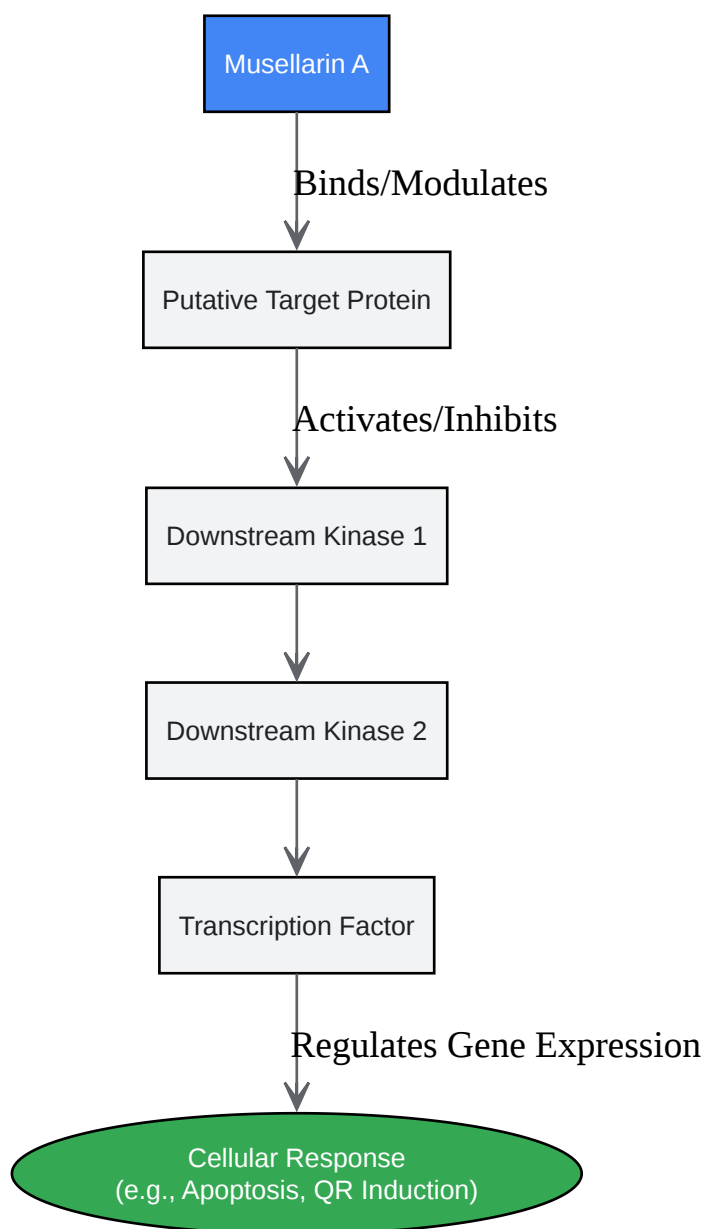 Musellarin A
Binds/Modulates
Putative Target Protein
Activates/Inhibits
Downstream Kinase 1
Downstream Kinase 2
Transcription Factor
Regulates Gene Expression
Cellular Response
(e.g., Apoptosis, QR Induction)